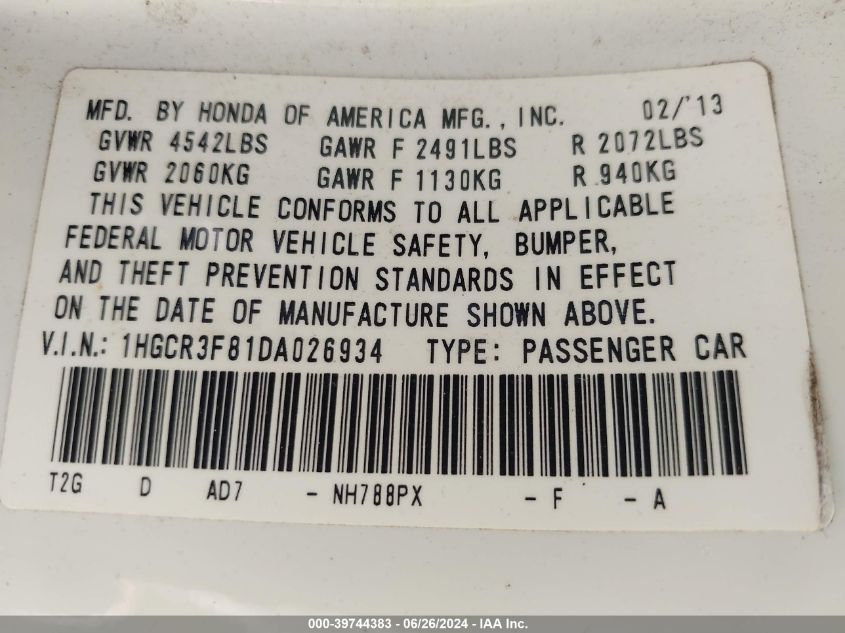 MFD. BY HONDA OF AMERICA MFG., INC. 02/'13
GVWR 4542LBS GAWR F 2491LBS R 2072LBS
GVWR 2060KG GAWR F 1130KG R 940KG
THIS VEHICLE CONFORMS TO ALL APPLICABLE
FEDERAL MOTOR VEHICLE SAFETY, BUMPER,
AND THEFT PREVENTION STANDARDS IN EFFECT
ON THE DATE OF MANUFACTURE SHOWN ABOVE.
V.I.N.: 1HGCR3F81DA026934 TYPE: PASSENGER CAR
T2G D AD7 - NH788PX - F - A
000-39744383 - 06/26/2024 - IAA Inc.